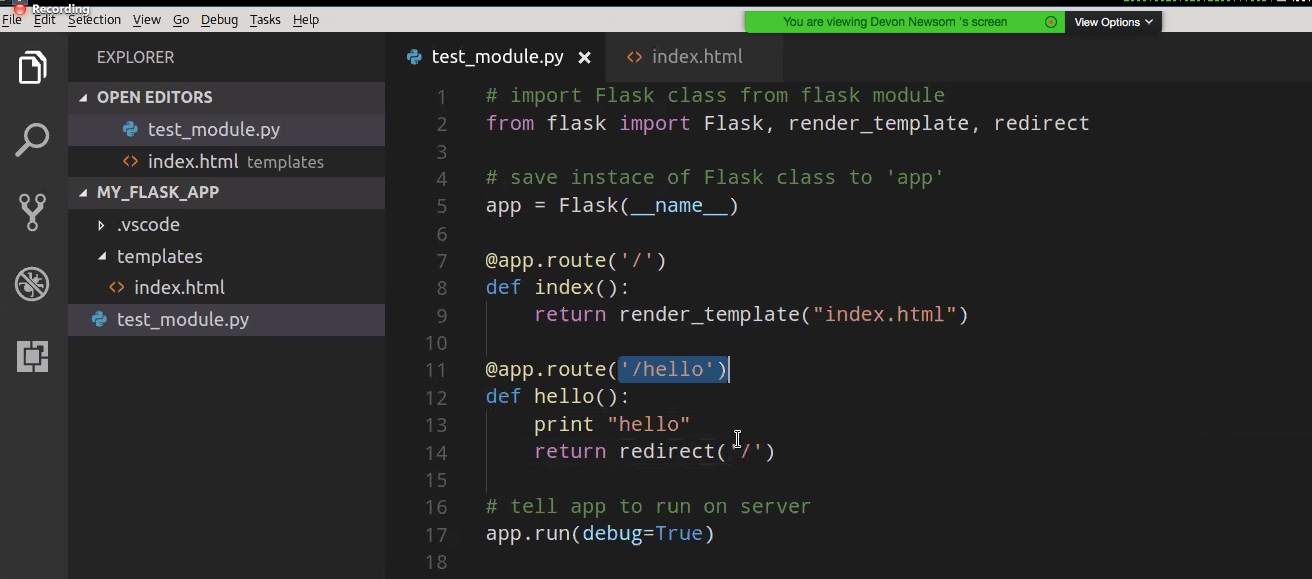 Recording
File Edit Selection View Go Debug Tasks Help
You are viewing Devon Newsom 's screen
View Options
EXPLORER
OPEN EDITORS
test_module.py
index.html templates
MY_FLASK_APP
.vscode
templates
index.html
test_module.py
test_module.py
index.html
1 # import Flask class from flask module
2 from flask import Flask, render_template, redirect
3
4 # save instace of Flask class to 'app'
5 app = Flask(__name__)
6
7 @app.route('/')
8 def index():
9 return render_template("index.html")
10
11 @app.route('/hello')
12 def hello():
13 print "hello"
14 return redirect('/')
15
16 # tell app to run on server
17 app.run(debug=True)
18